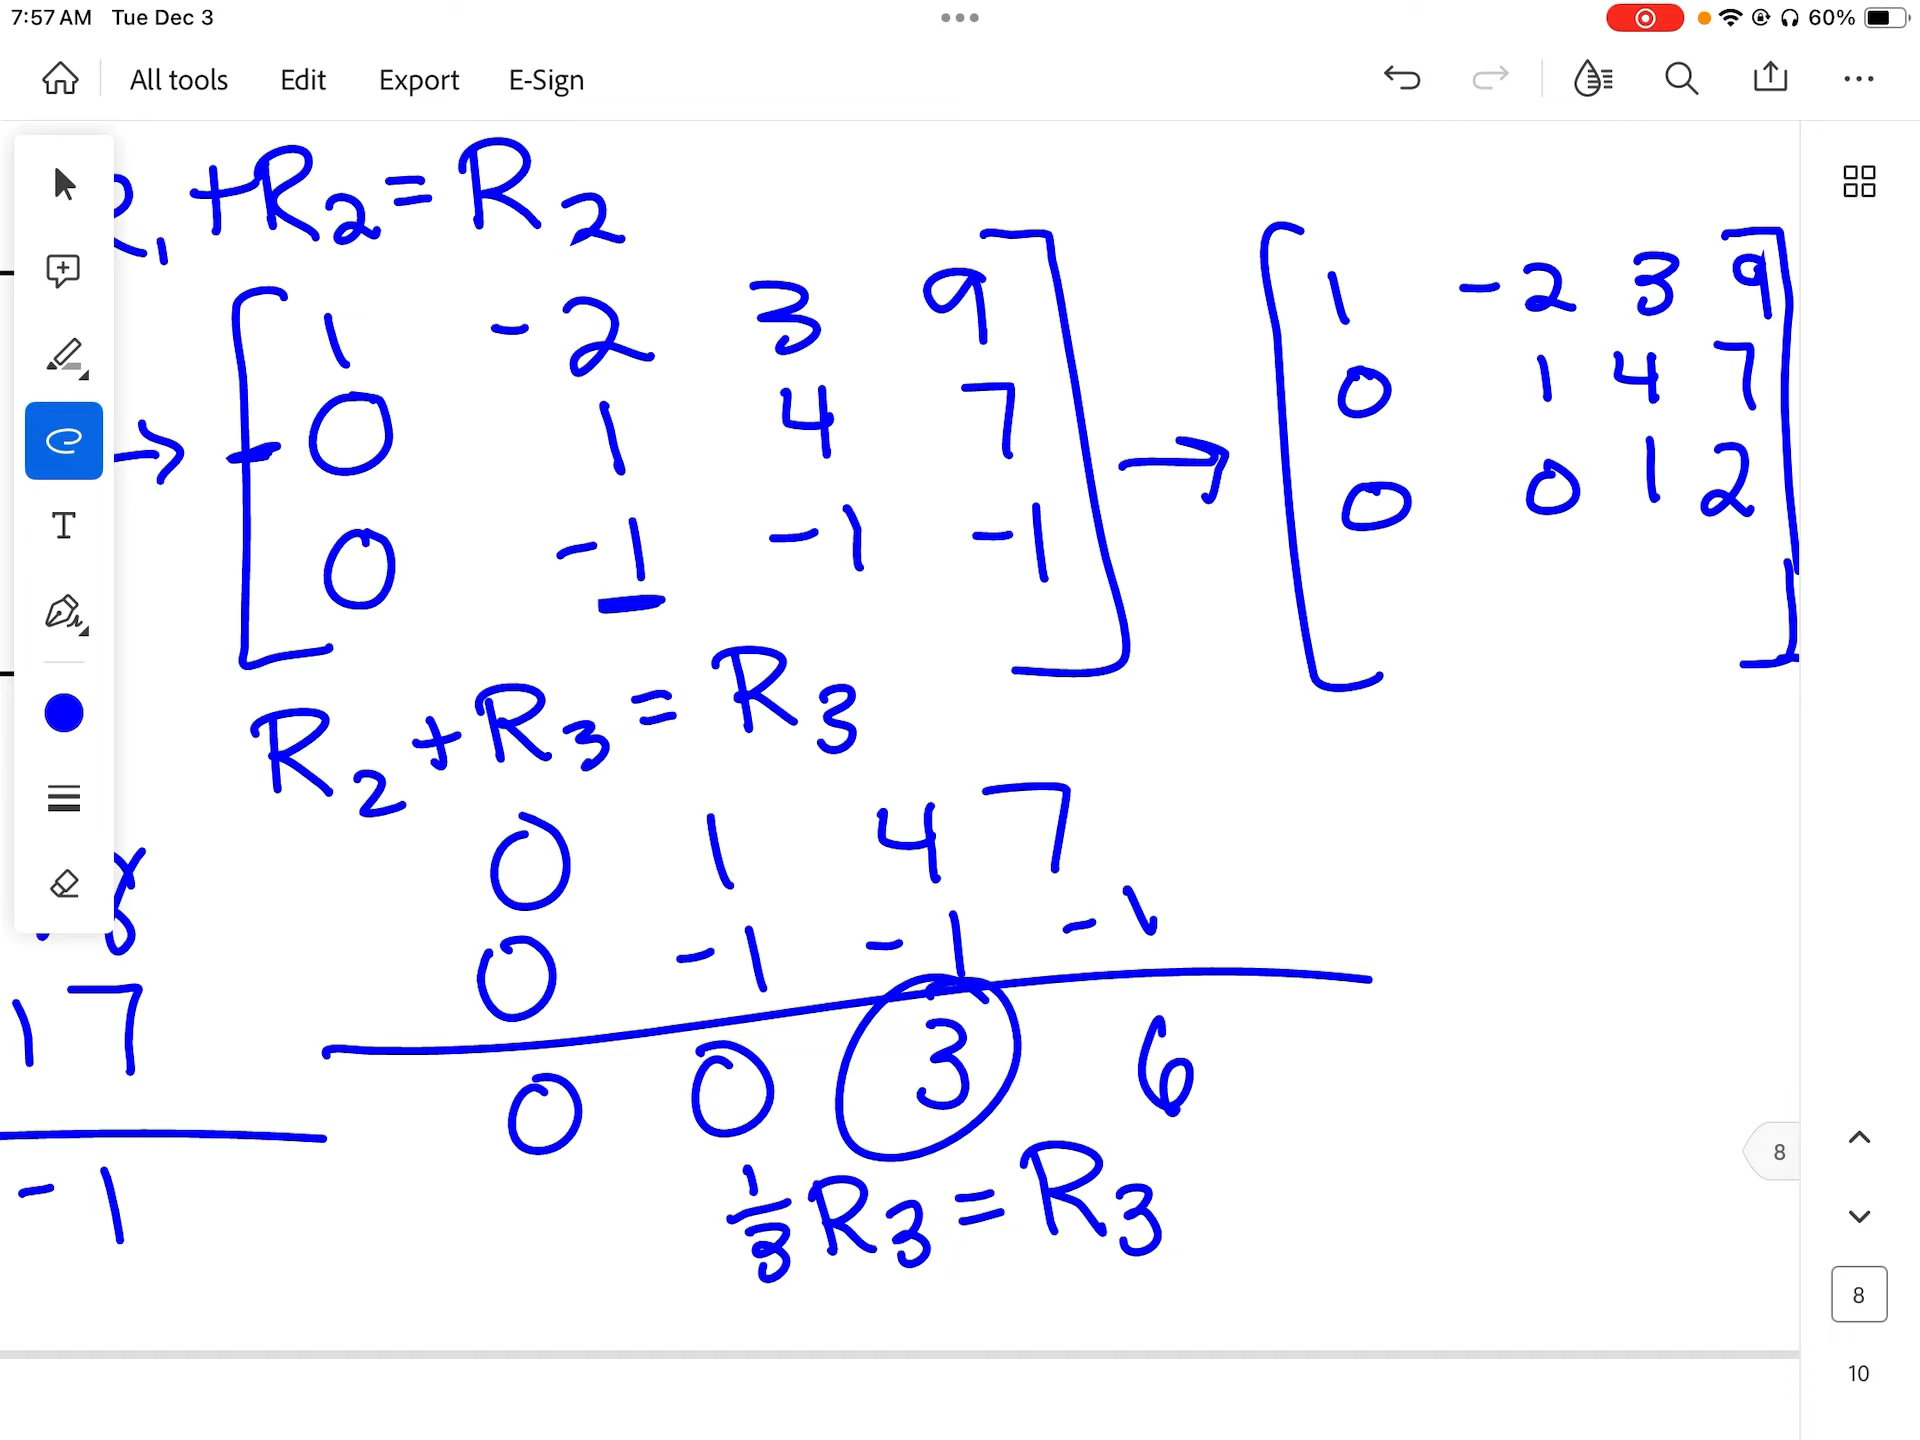 7:57 AM Tue Dec 3
60%
All tools Edit Export E-Sign
R₁ + R₂ = R₂
1 -2 3 9
0 1 4 7
0 -1 -1 -1
→
1 -2 3 9
0 1 4 7
0 0 1 2
R₂ + R₃ = R₃
0 1 4 7
0 -1 -1 -1
0 0 3 6
1/3 R₃ = R₃
8
17
-1
T
8
8
10